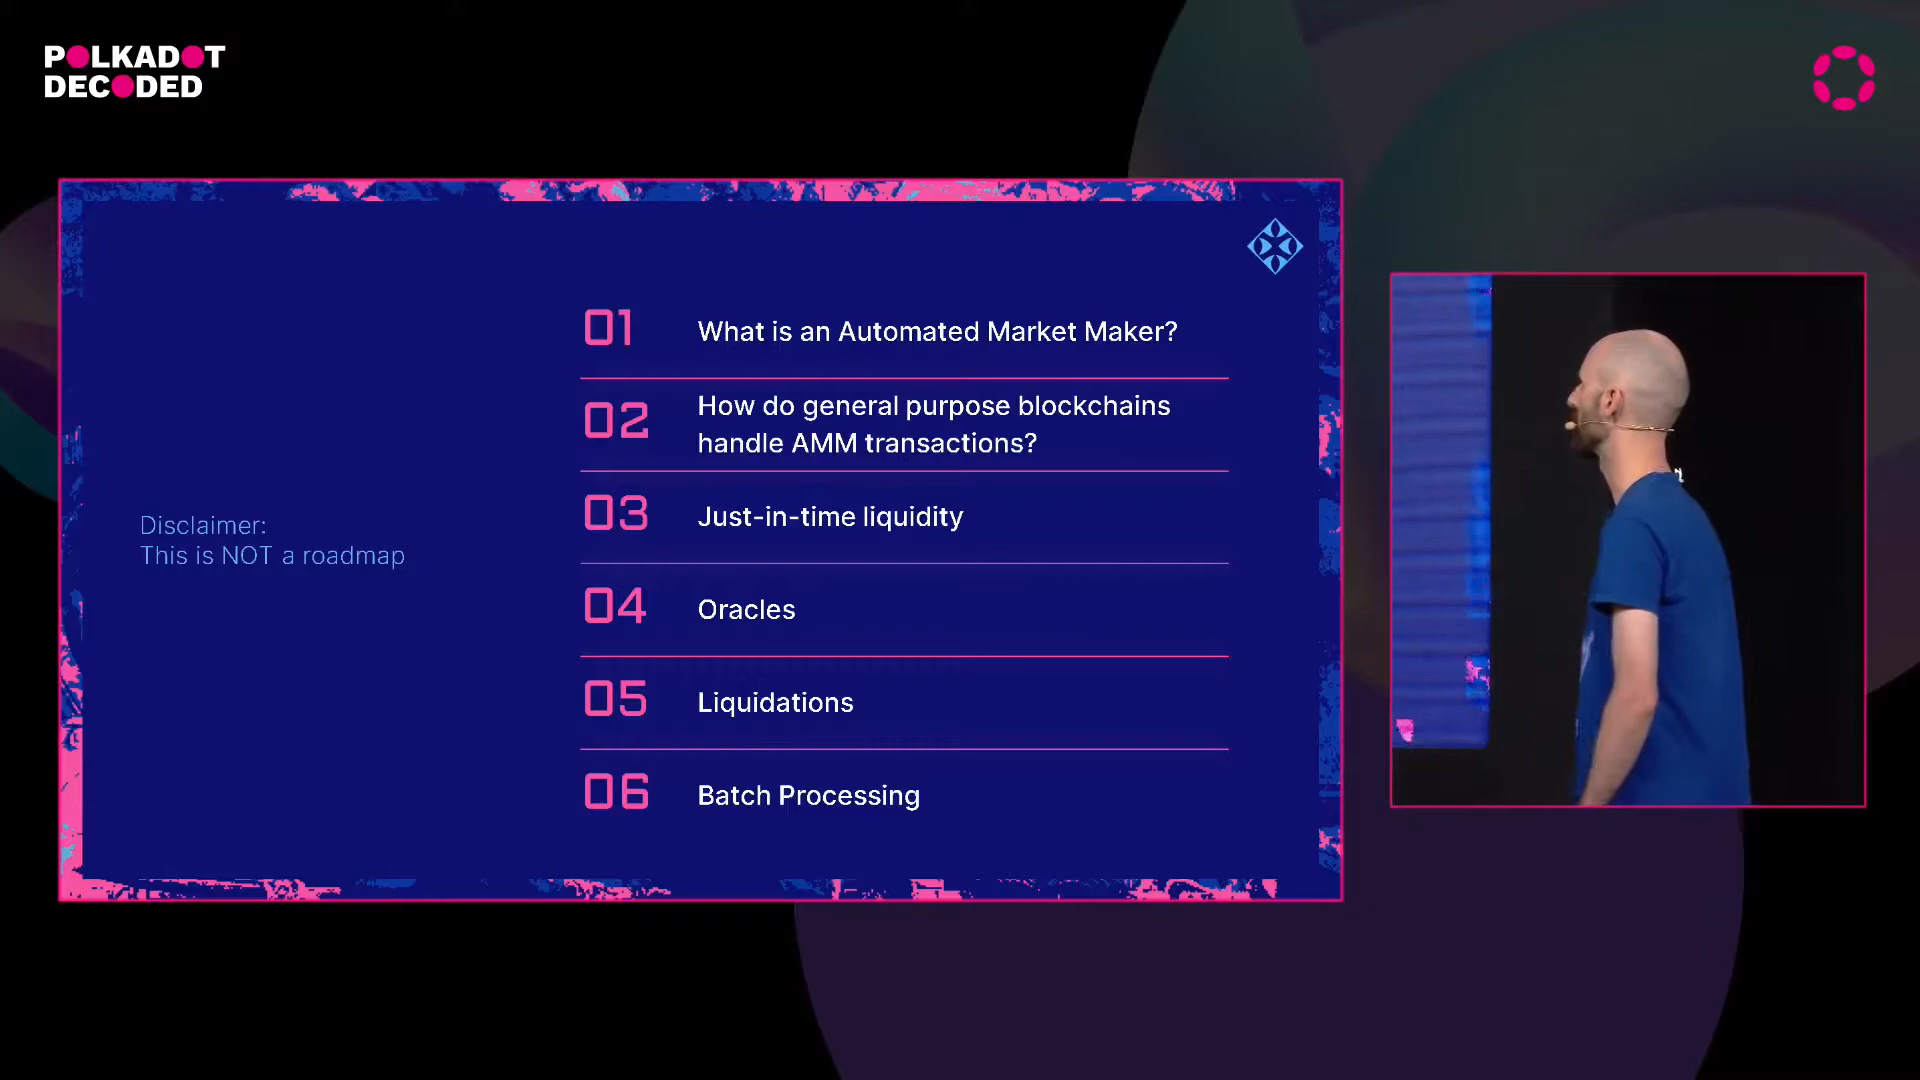 POLKADOT
DECODED
Disclaimer:
This is NOT a roadmap
01 What is an Automated Market Maker?
02 How do general purpose blockchains
handle AMM transactions?
03 Just-in-time liquidity
04 Oracles
05 Liquidations
06 Batch Processing